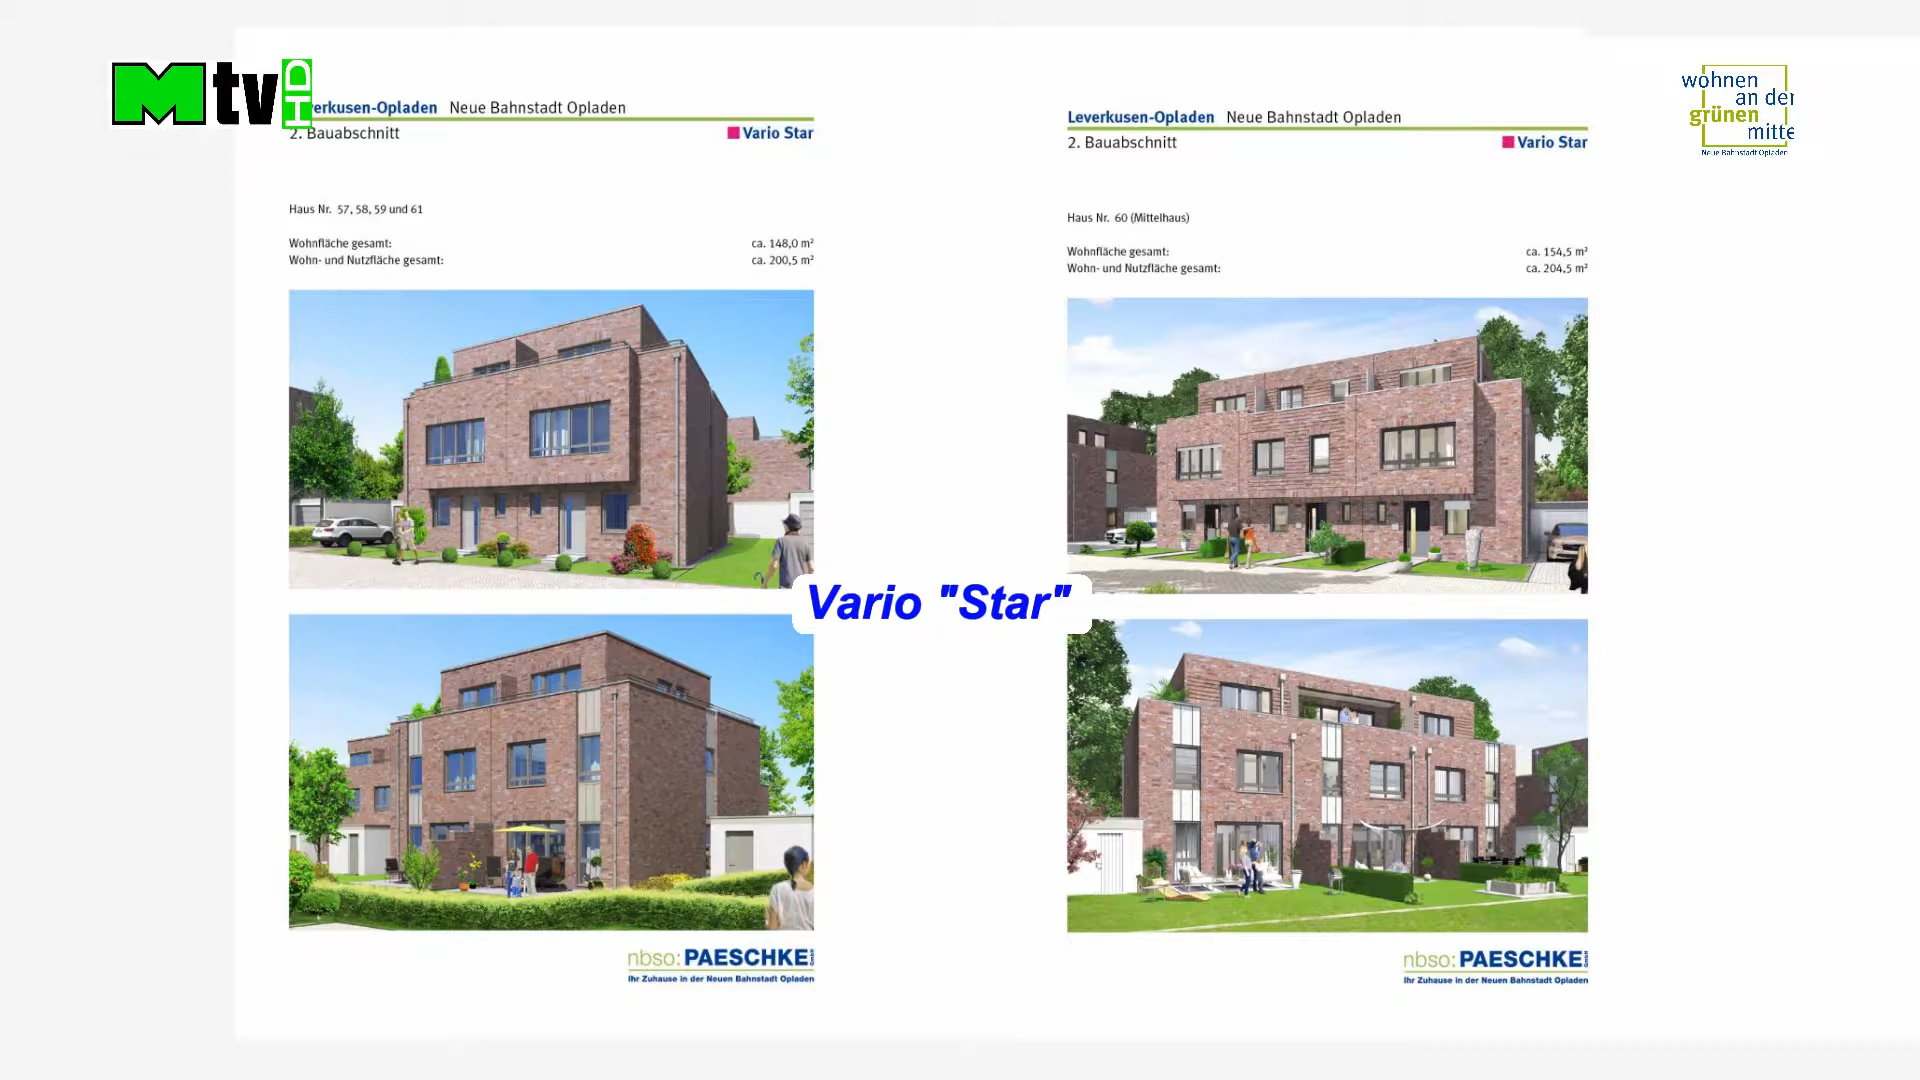 Mtv HD
verkusen-Opladen Neue Bahnstadt Opladen
2. Bauabschnitt Vario Star
Haus Nr. 57, 58, 59 und 61
Wohnfläche gesamt: ca. 148,0 m²
Wohn- und Nutzfläche gesamt: ca. 200,5 m²
nbso: PAESCHKE GmbH
Ihr Zuhause in der Neuen Bahnstadt Opladen
Vario "Star"
Leverkusen-Opladen Neue Bahnstadt Opladen
2. Bauabschnitt Vario Star
Haus Nr. 60 (Mittelhaus)
Wohnfläche gesamt: ca. 154,5 m²
Wohn- und Nutzfläche gesamt: ca. 204,5 m²
nbso: PAESCHKE GmbH
Ihr Zuhause in der Neuen Bahnstadt Opladen
wohnen
an der
grünen
mitte
Neue Bahnstadt Opladen